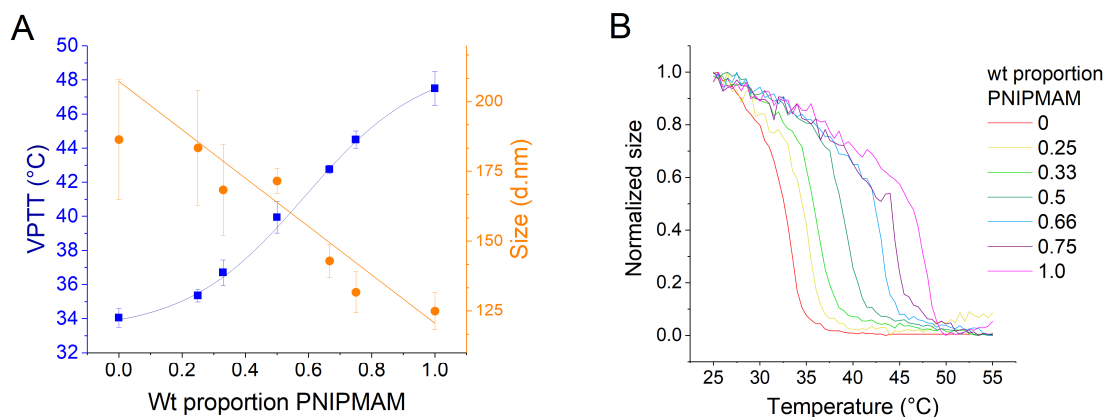 A
50
48
46
44
42
40
38
36
34
32
VPTT (°C)
0.0 0.2 0.4 0.6 0.8 1.0
Wt proportion PNIPMAM
200
175
150
125
Size (d.nm)
B
1.0
0.8
0.6
0.4
0.2
0.0
Normalized size
25 30 35 40 45 50 55
Temperature (°C)
wt proportion
PNIPMAM
0
0.25
0.33
0.5
0.66
0.75
1.0